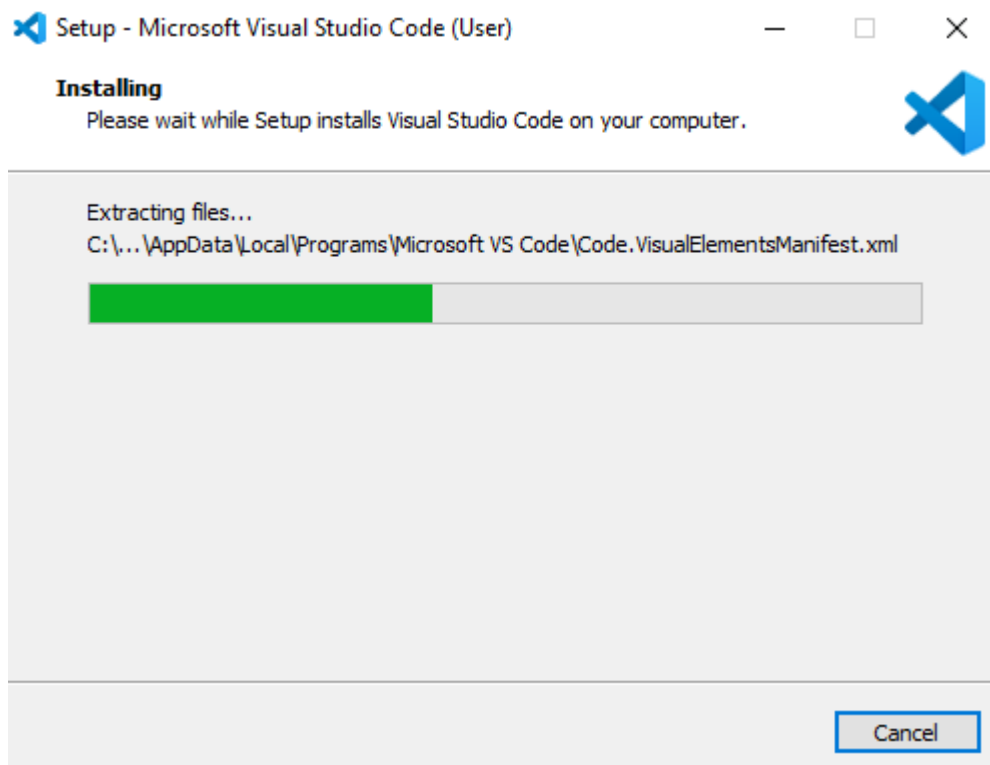 Setup - Microsoft Visual Studio Code (User)
Installing
Please wait while Setup installs Visual Studio Code on your computer.
Extracting files...
C:\...\AppData\Local\Programs\Microsoft VS Code\Code.VisualElementsManifest.xml
Cancel